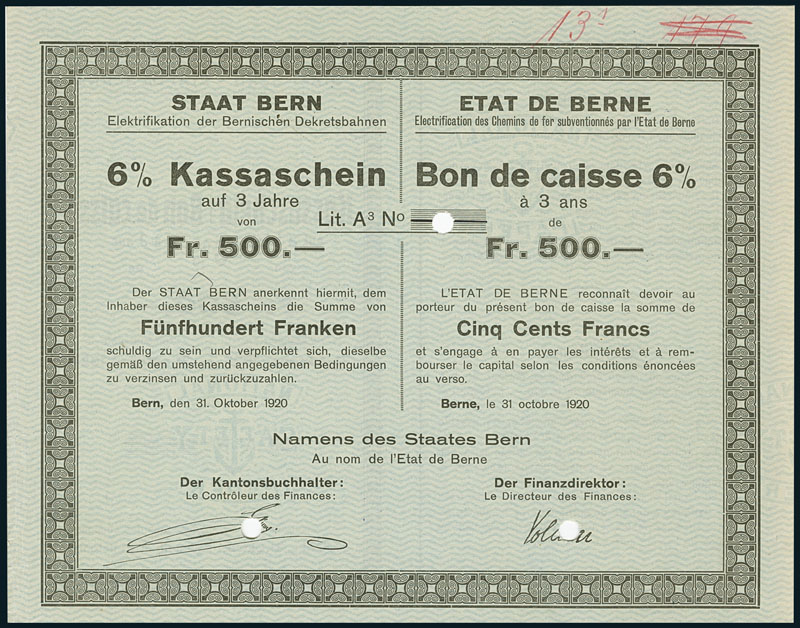 13¹
STAAT BERN
Elektrifikation der Bernischen Dekretsbahnen
6% Kassaschein
auf 3 Jahre
von
Fr. 500.—
Der STAAT BERN anerkennt hiermit, dem
Inhaber dieses Kassascheins die Summe von
Fünfhundert Franken
schuldig zu sein und verpflichtet sich, dieselbe
gemäß den umstehend angegebenen Bedingungen
zu verzinsen und zurückzuzahlen.
Bern, den 31. Oktober 1920
ETAT DE BERNE
Electrification des Chemins de fer subventionnés par l'Etat de Berne
Bon de caisse 6%
à 3 ans
de
Fr. 500.—
L'ETAT DE BERNE reconnaît devoir au
porteur du présent bon de caisse la somme de
Cinq Cents Francs
et s'engage à en payer les intérêts et à rem-
bourser le capital selon les conditions énoncées
au verso.
Berne, le 31 octobre 1920
Lit. A³ Nº
Namens des Staates Bern
Au nom de l'Etat de Berne
Der Kantonsbuchhalter:
Le Contrôleur des Finances:
Der Finanzdirektor:
Le Directeur des Finances: